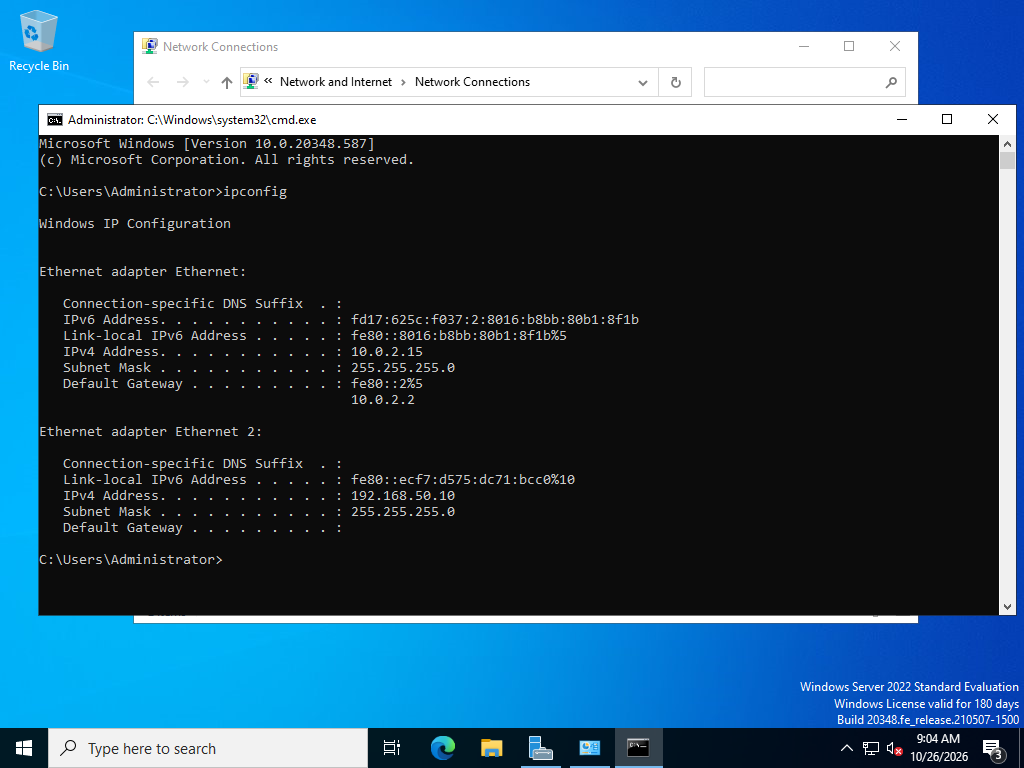 Recycle Bin
Network Connections
« Network and Internet › Network Connections
Administrator: C:\Windows\system32\cmd.exe
Microsoft Windows [Version 10.0.20348.587]
(c) Microsoft Corporation. All rights reserved.
C:\Users\Administrator>ipconfig
Windows IP Configuration
Ethernet adapter Ethernet:
Connection-specific DNS Suffix  . :
IPv6 Address. . . . . . . . . . . : fd17:625c:f037:2:8016:b8bb:80b1:8f1b
Link-local IPv6 Address . . . . . : fe80::8016:b8bb:80b1:8f1b%5
IPv4 Address. . . . . . . . . . . : 10.0.2.15
Subnet Mask . . . . . . . . . . . : 255.255.255.0
Default Gateway . . . . . . . . . : fe80::2%5
10.0.2.2
Ethernet adapter Ethernet 2:
Connection-specific DNS Suffix  . :
Link-local IPv6 Address . . . . . : fe80::ecf7:d575:dc71:bcc0%10
IPv4 Address. . . . . . . . . . . : 192.168.50.10
Subnet Mask . . . . . . . . . . . : 255.255.255.0
Default Gateway . . . . . . . . . :
C:\Users\Administrator>
Windows Server 2022 Standard Evaluation
Windows License valid for 180 days
Build 20348.fe_release.210507-1500
Type here to search
9:04 AM
10/26/2026
3